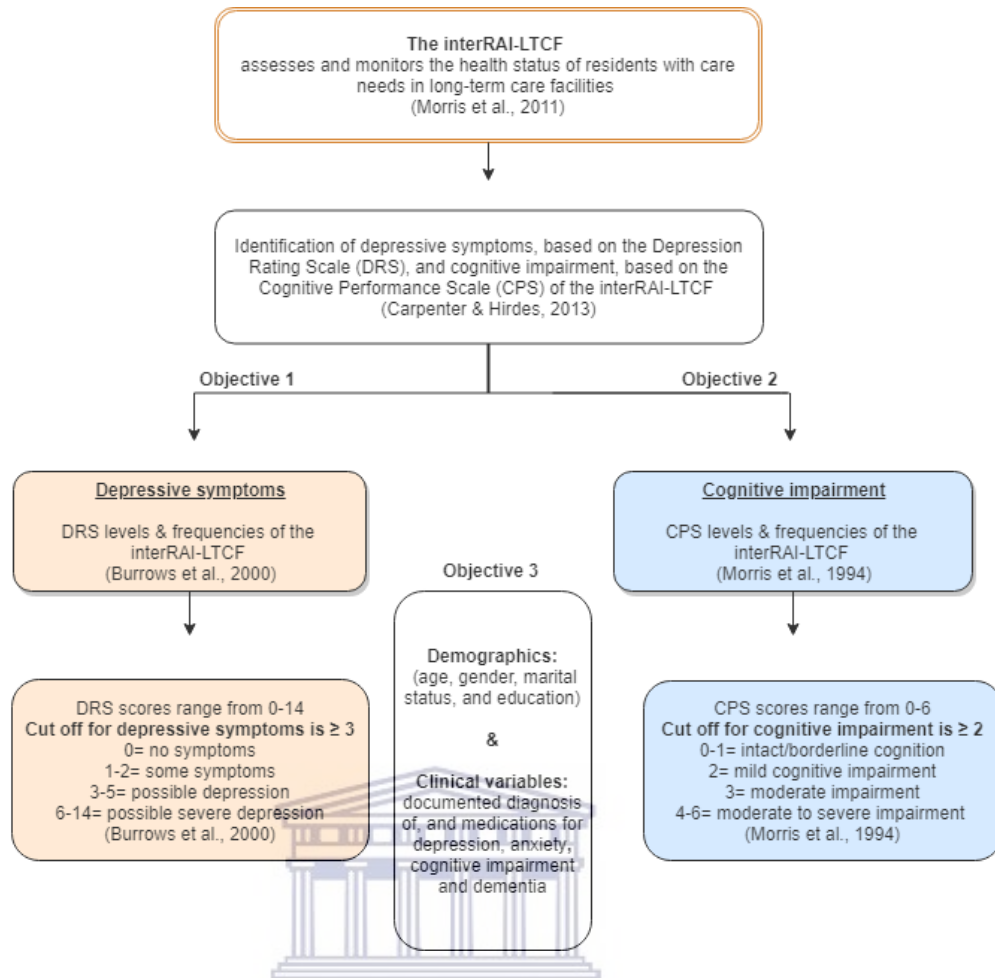 The interRAI-LTCF
assesses and monitors the health status of residents with care
needs in long-term care facilities
(Morris et al., 2011)
Identification of depressive symptoms, based on the Depression
Rating Scale (DRS), and cognitive impairment, based on the
Cognitive Performance Scale (CPS) of the interRAI-LTCF
(Carpenter & Hirdes, 2013)
Objective 1
Objective 2
Depressive symptoms
DRS levels & frequencies of the
interRAI-LTCF
(Burrows et al., 2000)
Cognitive impairment
CPS levels & frequencies of the
interRAI-LTCF
(Morris et al., 1994)
Objective 3
Demographics:
(age, gender, marital
status, and education)
&
Clinical variables:
documented diagnosis
of, and medications for
depression, anxiety,
cognitive impairment
and dementia
DRS scores range from 0-14
Cut off for depressive symptoms is ≥ 3
0= no symptoms
1-2= some symptoms
3-5= possible depression
6-14= possible severe depression
(Burrows et al., 2000)
CPS scores range from 0-6
Cut off for cognitive impairment is ≥ 2
0-1= intact/borderline cognition
2= mild cognitive impairment
3= moderate impairment
4-6= moderate to severe impairment
(Morris et al., 1994)